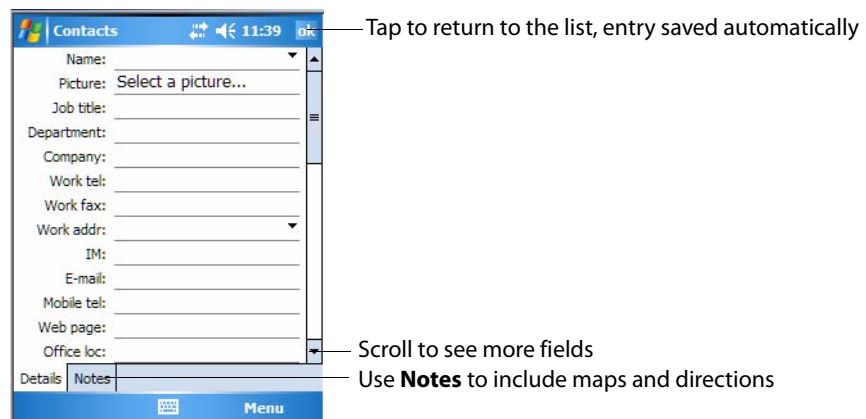 Contacts 11:39 ok
Tap to return to the list, entry saved automatically
Name:
Picture: Select a picture...
Job title:
Department:
Company:
Work tel:
Work fax:
Work addr:
IM:
E-mail:
Mobile tel:
Web page:
Office loc:
Scroll to see more fields
Details Notes
Use Notes to include maps and directions
Menu